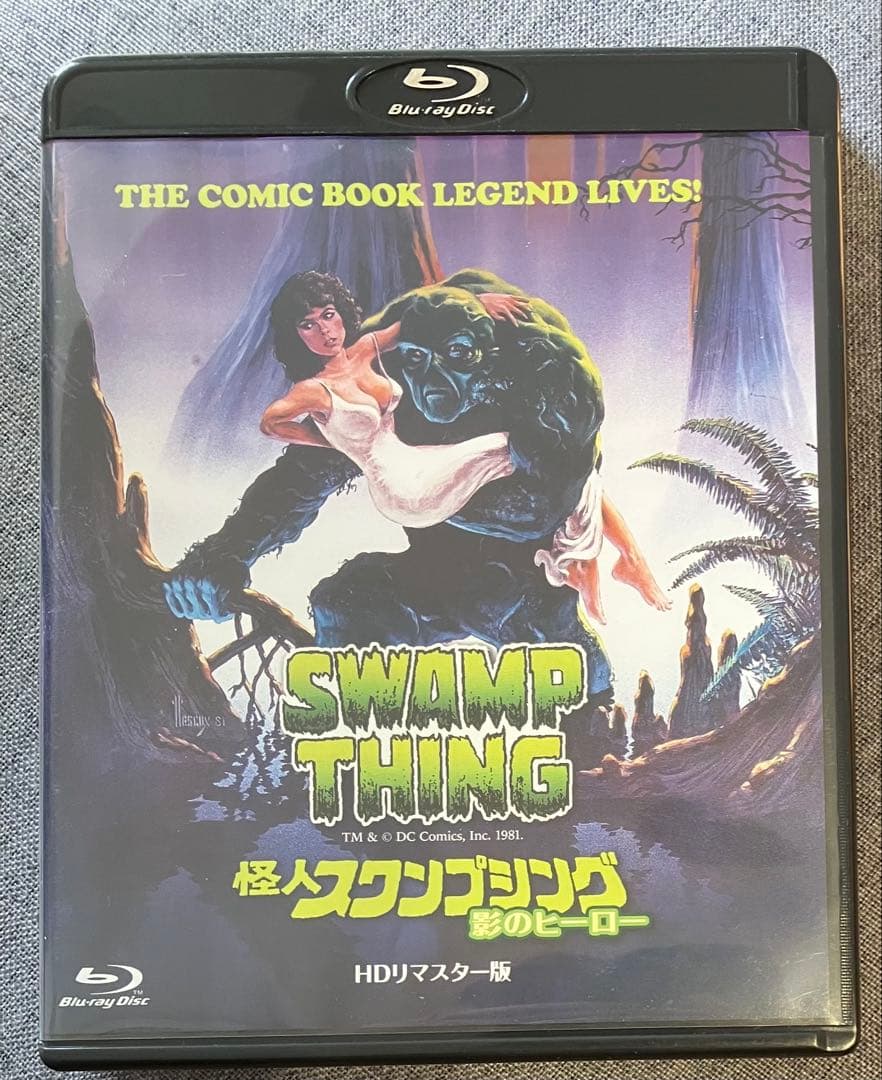 Blu-ray Disc
THE COMIC BOOK LEGEND LIVES!
SWAMP
THING
TM & © DC Comics, Inc. 1981.
怪人スワンプシング
影のヒーロー
HDリマスター版
Blu-ray Disc TM